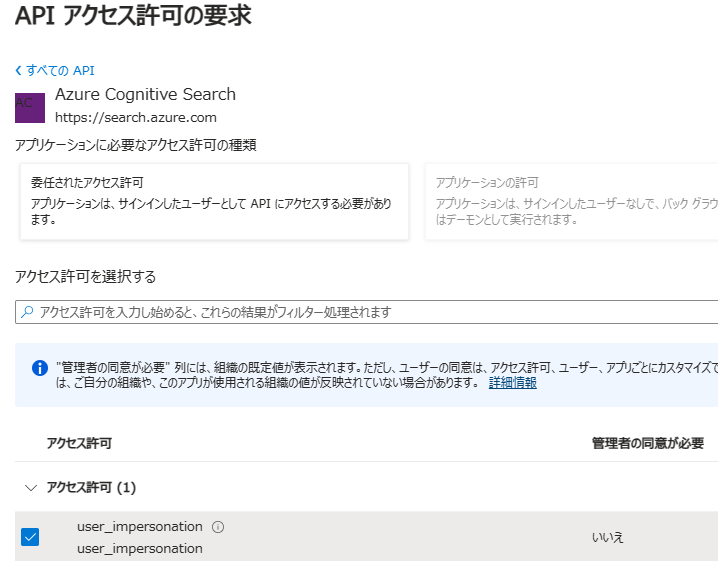 API アクセス許可の要求
すべての API
AC
Azure Cognitive Search
https://search.azure.com
アプリケーションに必要なアクセス許可の種類
委任されたアクセス許可
アプリケーションは、サインインしたユーザーとして API にアクセスする必要があり
ます。
アプリケーションの許可
アプリケーションは、サインインしたユーザーなしで、バック グラウ
はデーモンとして実行されます。
アクセス許可を選択する
アクセス許可を入力し始めると、これらの結果がフィルター処理されます
"管理者の同意が必要" 列には、組織の既定値が表示されます。ただし、ユーザーの同意は、アクセス許可、ユーザー、アプリごとにカスタマイズで
は、ご自分の組織や、このアプリが使用される組織の値が反映されていない場合があります。 詳細情報
アクセス許可 管理者の同意が必要
アクセス許可 (1)
user_impersonation
user_impersonation
いいえ